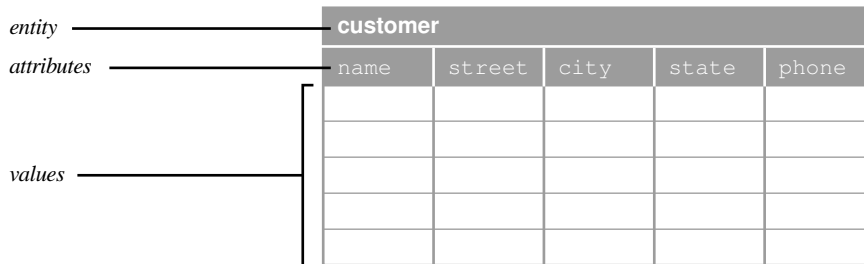 entity customer
attributes name street city state phone
values